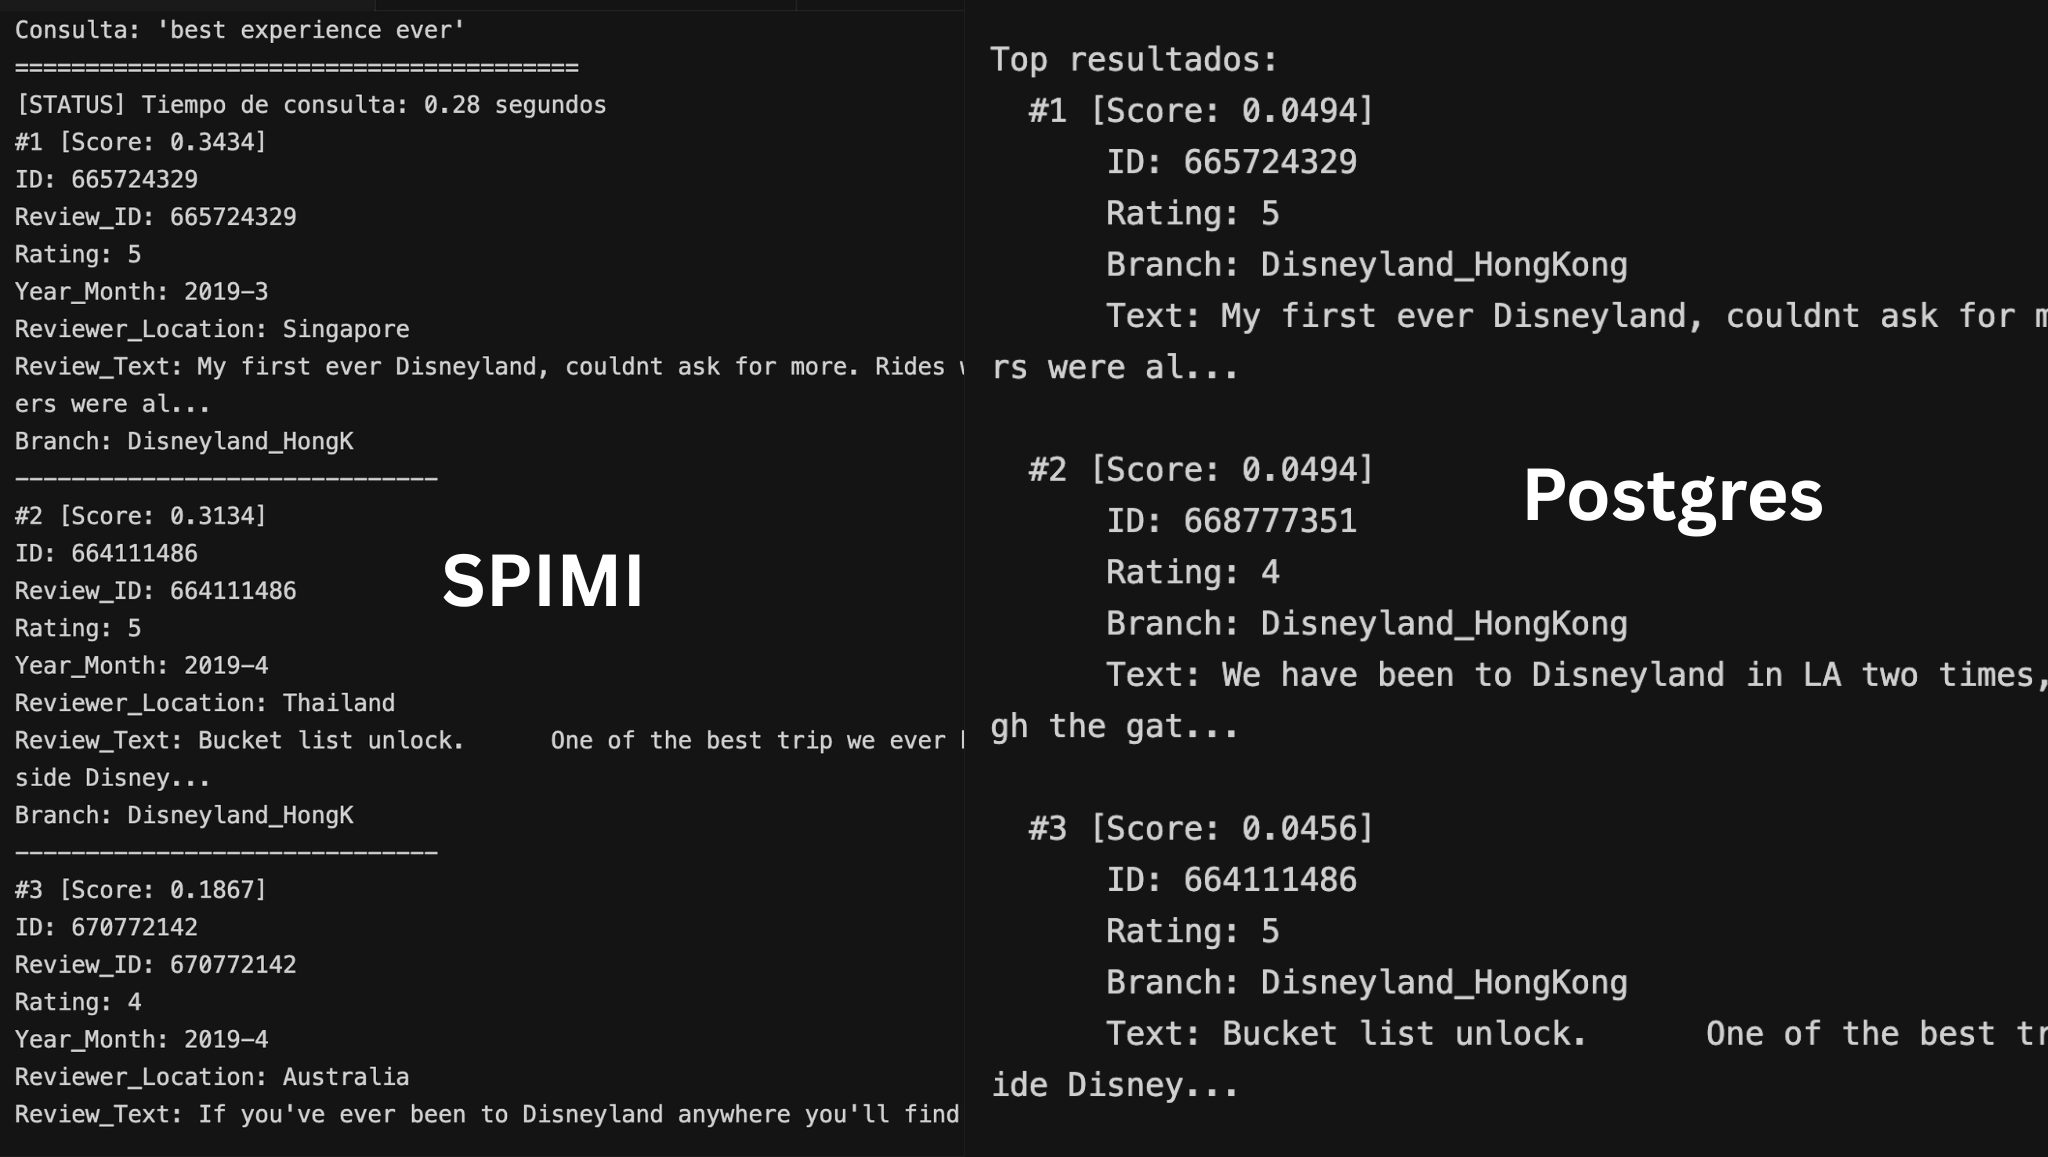 Consulta: 'best experience ever'
========================================
[STATUS] Tiempo de consulta: 0.28 segundos
#1 [Score: 0.3434]
ID: 665724329
Review_ID: 665724329
Rating: 5
Year_Month: 2019-3
Reviewer_Location: Singapore
Review_Text: My first ever Disneyland, couldnt ask for more. Rides
ers were al...
Branch: Disneyland_HongK
------------------------------
#2 [Score: 0.3134]
ID: 664111486
Review_ID: 664111486
Rating: 5
Year_Month: 2019-4
Reviewer_Location: Thailand
Review_Text: Bucket list unlock.      One of the best trip we ever
side Disney...
Branch: Disneyland_HongK
------------------------------
#3 [Score: 0.1867]
ID: 670772142
Review_ID: 670772142
Rating: 4
Year_Month: 2019-4
Reviewer_Location: Australia
Review_Text: If you've ever been to Disneyland anywhere you'll find
SPIMI
Top resultados:
#1 [Score: 0.0494]
ID: 665724329
Rating: 5
Branch: Disneyland_HongKong
Text: My first ever Disneyland, couldnt ask for
rs were al...
#2 [Score: 0.0494]
ID: 668777351
Rating: 4
Branch: Disneyland_HongKong
Text: We have been to Disneyland in LA two times,
gh the gat...
#3 [Score: 0.0456]
ID: 664111486
Rating: 5
Branch: Disneyland_HongKong
Text: Bucket list unlock.      One of the best tr
ide Disney...
Postgres